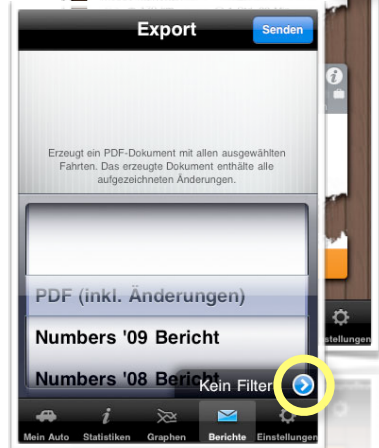 Export
Senden
Erzeugt ein PDF-Dokument mit allen ausgewählten
Fahrten. Das erzeugte Dokument enthält alle
aufgezeichneten Änderungen.
PDF (inkl. Änderungen)
Numbers '09 Bericht
Numbers '08 Bericht
Kein Filter
Mein Auto Statistiken Graphen Berichte Einstellungen
stellungen